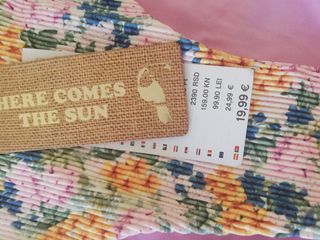 HERE COMES
THE SUN
2390 RSD
159.00 KN
99.90 LEI
24,99 €
19,99 €